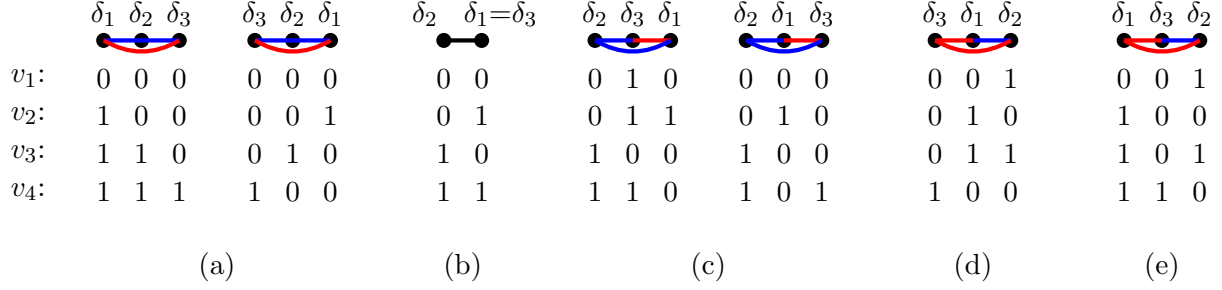 δ₁ δ₂ δ₃ δ₃ δ₂ δ₁ δ₂ δ₁=δ₃ δ₂ δ₃ δ₁ δ₂ δ₁ δ₃ δ₃ δ₁ δ₂ δ₁ δ₃ δ₂
v₁: 0 0 0 0 0 0 0 0 0 1 0 0 0 0 0 0 1 0 0 1
v₂: 1 0 0 0 0 1 0 1 0 1 1 0 1 0 0 1 0 1 0 0
v₃: 1 1 0 0 1 0 1 0 1 0 0 1 0 0 0 1 1 1 0 1
v₄: 1 1 1 1 0 0 1 1 1 1 0 1 0 1 1 0 0 1 1 0
(a) (b) (c) (d) (e)